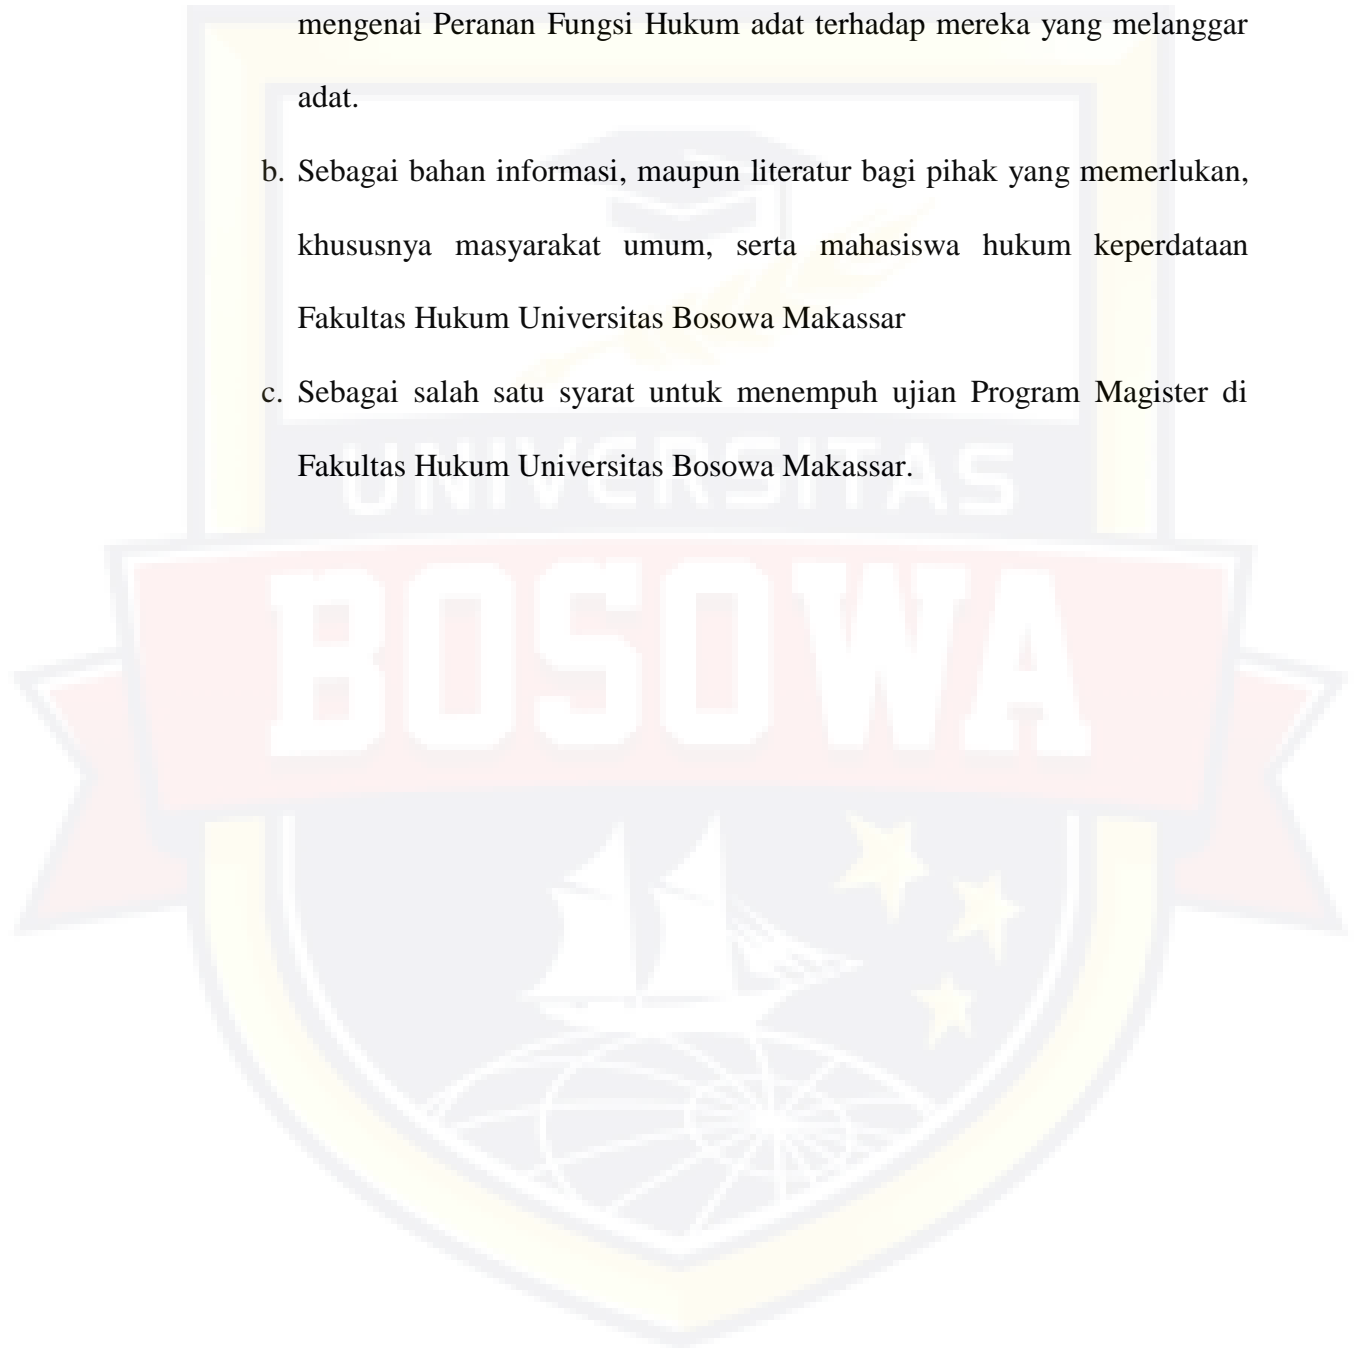 mengenai Peranan Fungsi Hukum adat terhadap mereka yang melanggar
adat.
b. Sebagai bahan informasi, maupun literatur bagi pihak yang memerlukan,
khususnya masyarakat umum, serta mahasiswa hukum keperdataan
Fakultas Hukum Universitas Bosowa Makassar
c. Sebagai salah satu syarat untuk menempuh ujian Program Magister di
Fakultas Hukum Universitas Bosowa Makassar.
UNIVERSITAS
BOSOWA